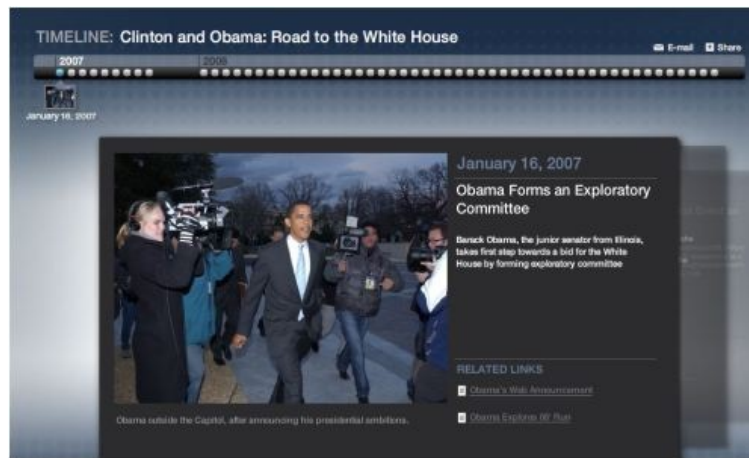 TIMELINE: Clinton and Obama: Road to the White House
E-mail Share
2007 2008
January 16, 2007
January 16, 2007
Obama Forms an Exploratory
Committee
Barack Obama, the junior senator from Illinois,
takes first step towards a bid for the White
House by forming exploratory committee
RELATED LINKS
Obama's Web Announcement
Obama Explores 08' Run
Obama outside the Capitol, after announcing his presidential ambitions.